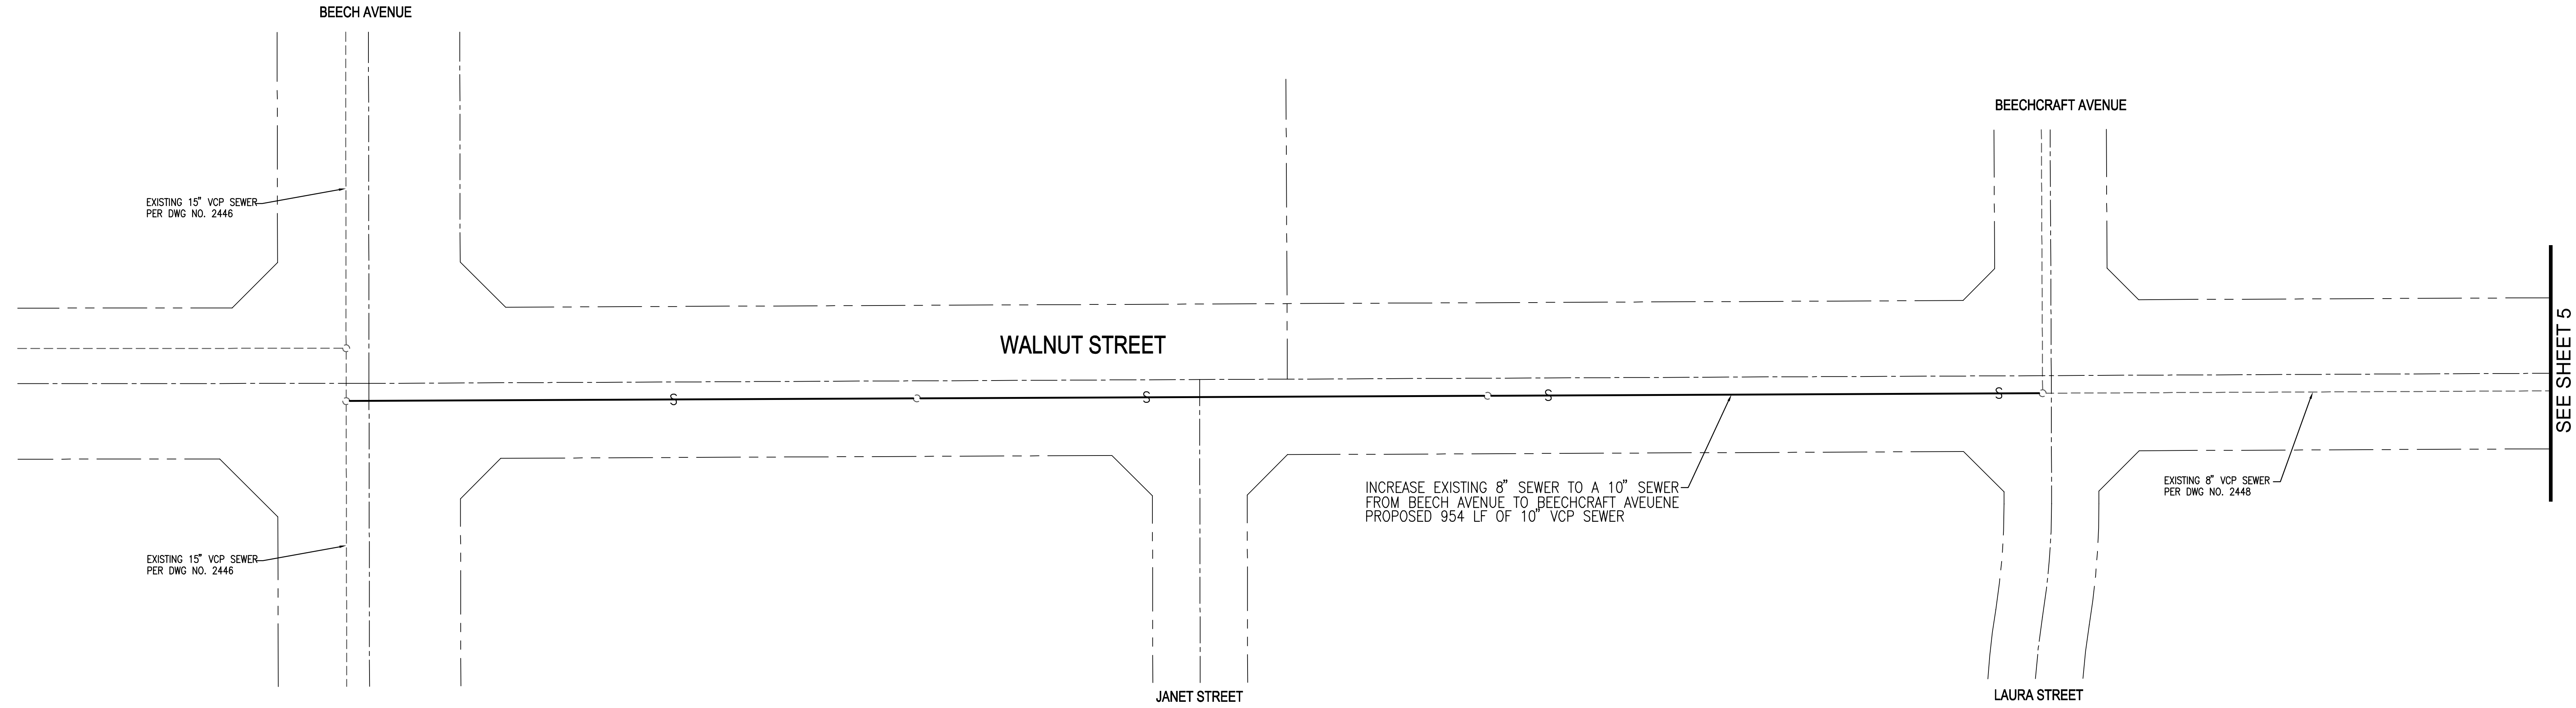 BEECH AVENUE
BEECHCRAFT AVENUE
EXISTING 15" VCP SEWER
PER DWG NO. 2446
WALNUT STREET
SEE SHEET 5
S
S
S
S
INCREASE EXISTING 8" SEWER TO A 10" SEWER
FROM BEECH AVENUE TO BEECHCRAFT AVEUENE
PROPOSED 954 LF OF 10" VCP SEWER
EXISTING 8" VCP SEWER
PER DWG NO. 2448
EXISTING 15" VCP SEWER
PER DWG NO. 2446
JANET STREET
LAURA STREET